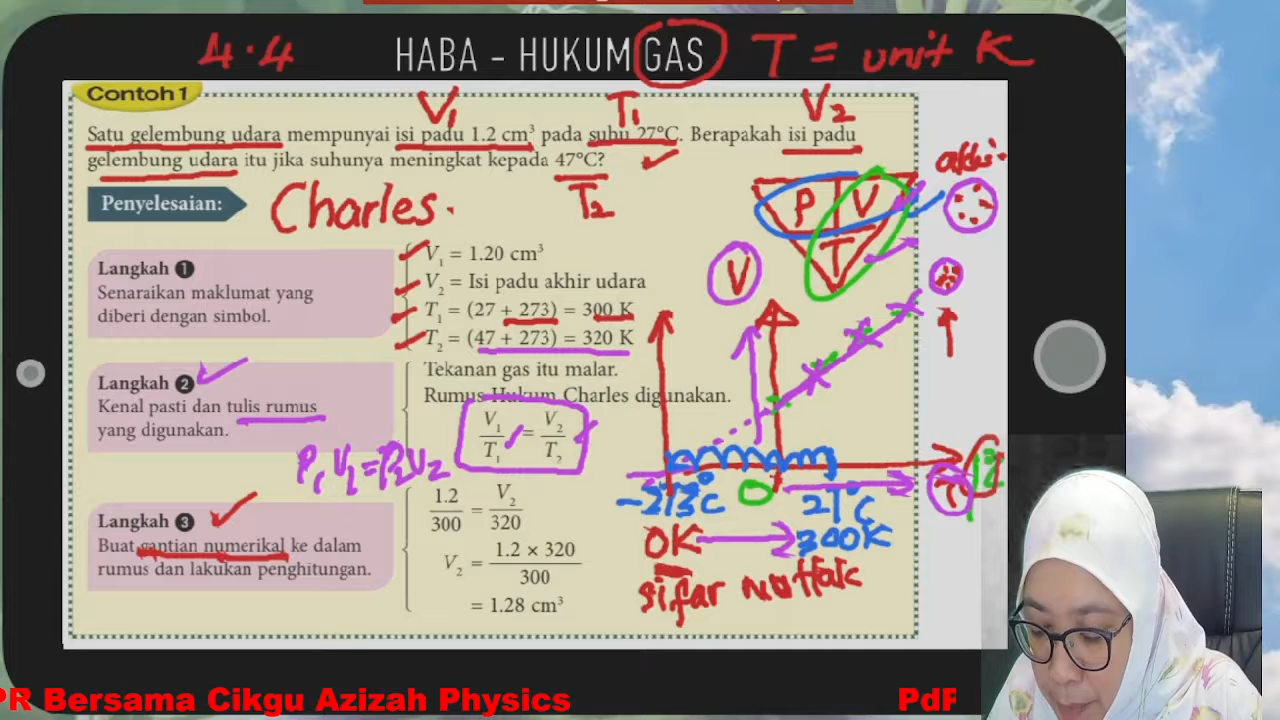 4.4 HABA - HUKUM GAS T = unit K
Contoh 1
V₁ T₁ V₂
Satu gelembung udara mempunyai isi padu 1.2 cm³ pada suhu 27°C. Berapakah isi padu
gelembung udara itu jika suhunya meningkat kepada 47°C?
T₂
Penyelesaian:
Charles.
P V
T
V
Langkah 1
Senaraikan maklumat yang
diberi dengan simbol.
V₁ = 1.20 cm³
V₂ = Isi padu akhir udara
T₁ = (27 + 273) = 300 K
T₂ = (47 + 273) = 320 K
Langkah 2
Kenal pasti dan tulis rumus
yang digunakan.
Tekanan gas itu malar.
Rumus Hukum Charles digunakan.
V₁/T₁ = V₂/T₂
P₁V₁ = P₂V₂
Langkah 3
Buat gantian numerikal ke dalam
rumus dan lakukan penghitungan.
1.2/300 = V₂/320
V₂ = 1.2 × 320/300
= 1.28 cm³
-273°C 0 27°C
0K 300K
sifar mutlak
PR Bersama Cikgu Azizah Physics PdP